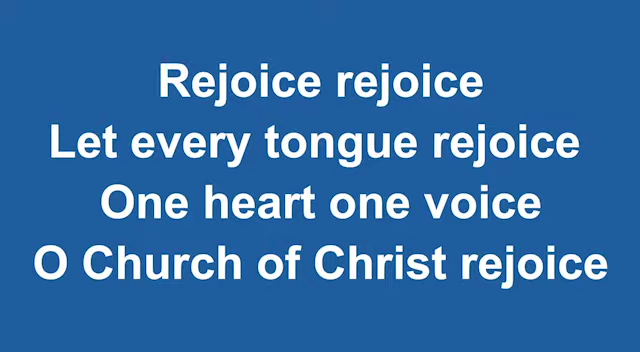 Rejoice rejoice
Let every tongue rejoice
One heart one voice
O Church of Christ rejoice